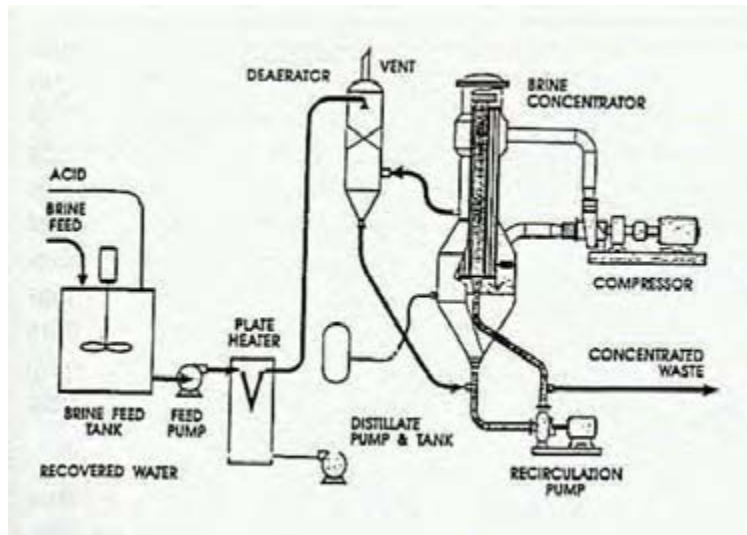 DEAERATOR
VENT
BRINE
CONCENTRATOR
ACID
BRINE
FEED
COMPRESSOR
PLATE
HEATER
CONCENTRATED
WASTE
BRINE FEED
TANK
FEED
PUMP
DISTILLATE
PUMP & TANK
RECOVERED WATER
RECIRCULATION
PUMP